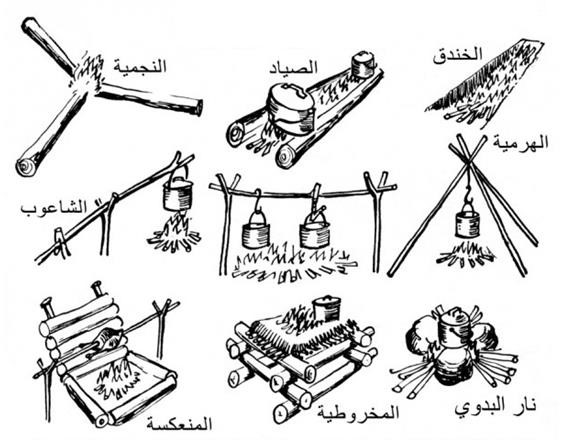 الخندق
الصياد
النجمية
الهرمية
الشاعوب
نار البدوي
المخروطية
المنعكسة